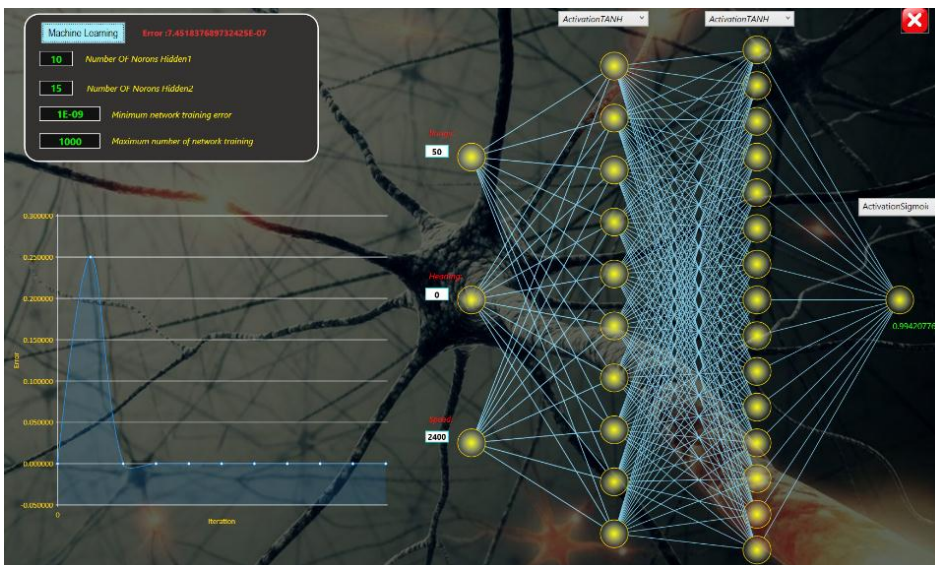 ActivationTANH
ActivationTANH
Machine Learning
Error :7.451837689732425E-07
10 Number OF Norons Hidden1
15 Number OF Norons Hidden2
1E-09 Minimum network training error
1000 Maximum number of network training
50
ActivationSigmoi
Heading
0
0.99420776
Speed
2400
0.300000
0.250000
0.200000
0.150000
0.100000
0.050000
0.000000
-0.050000
Error
0
Iteration